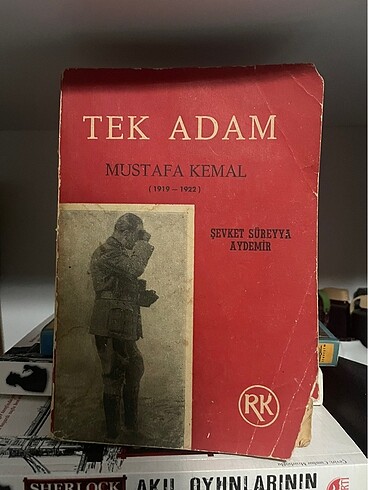 TEK ADAM
MUSTAFA KEMAL
( 1919 — 1922 )
ŞEVKET SÜREYYA
AYDEMİR
RK
SHERLOCK AKIL OYUNLARININ